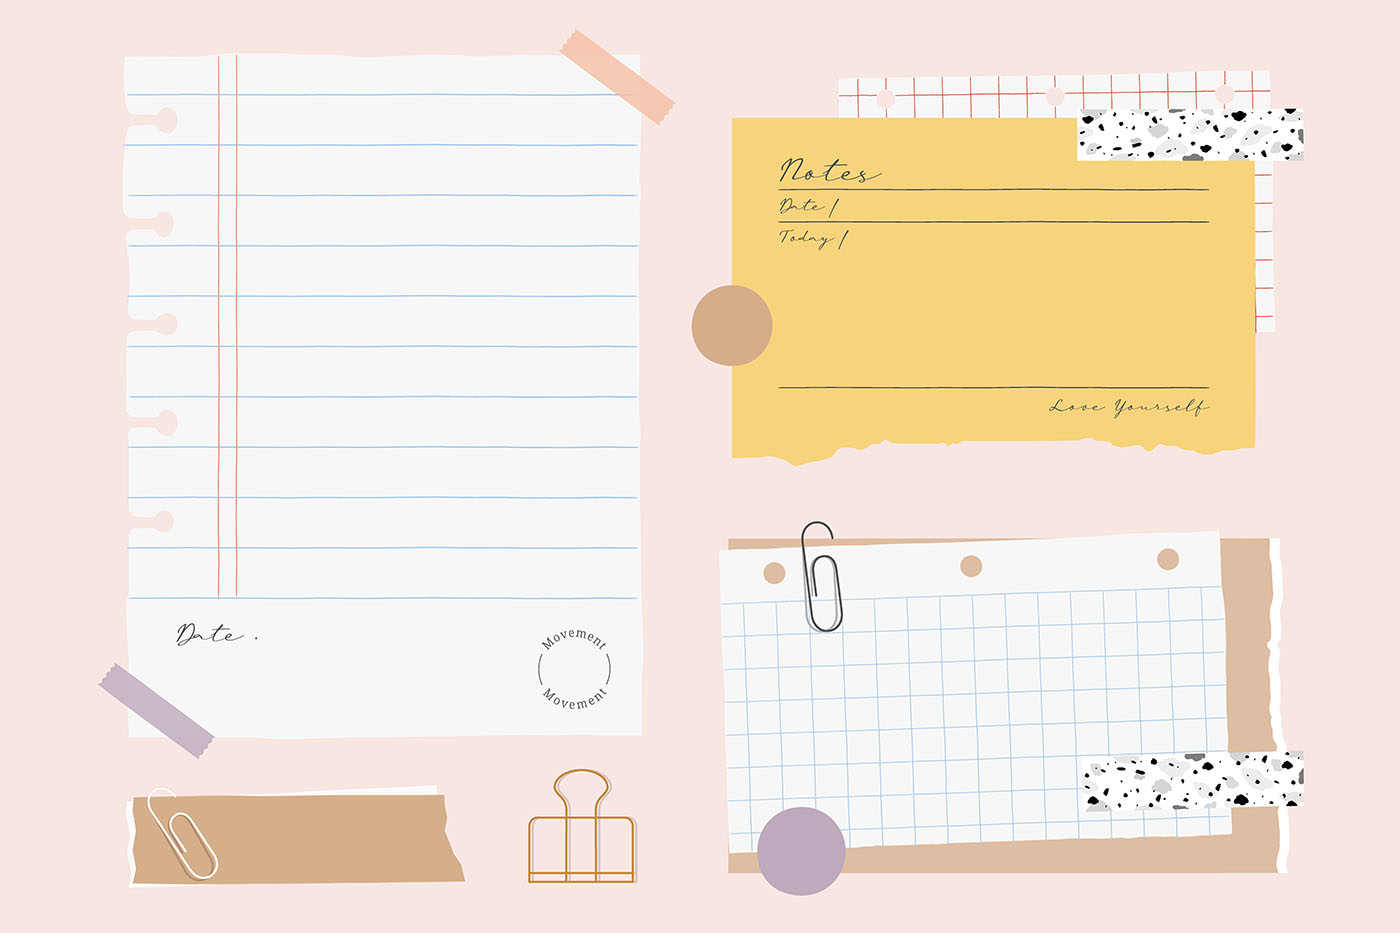 Date .
Movement
Movement
Notes
Date /
Today /
Love Yourself